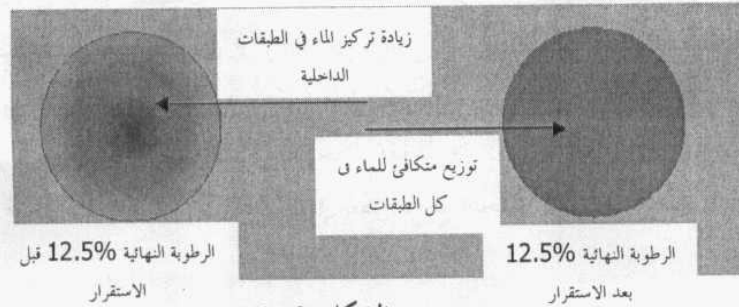 زيادة تركيز الماء في الطبقات
الداخلية
توزيع متكافئ للماء في
كل الطبقات
الرطوبة النهائية 12.5% قبل
الاستقرار
الرطوبة النهائية 12.5%
بعد الاستقرار